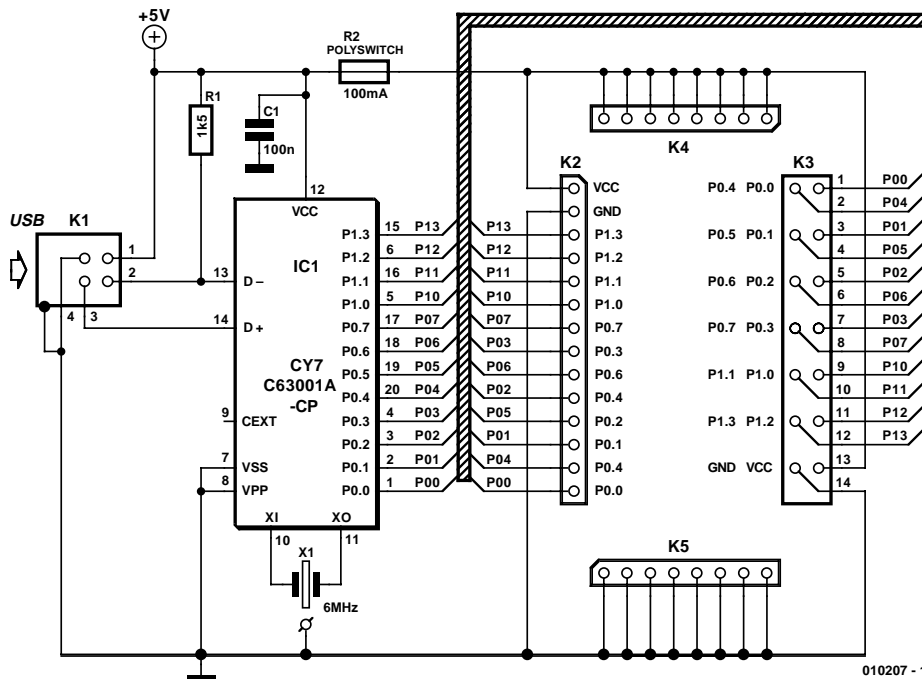 +5V
R2
POLYSWITCH
100mA
R1
1k5
C1
100n
K4
K2
K3
USB
K1
1
2
4
3
12
VCC
IC1
CY7
C63001A
-CP
13
D–
14
D+
9
CEXT
7
VSS
8
VPP
XI
XO
10
11
X1
6MHz
P1.3 15 P13
P1.2 6 P12
P1.1 16 P11
P1.0 5 P10
P0.7 17 P07
P0.6 18 P06
P0.5 19 P05
P0.4 20 P04
P0.3 4 P03
P0.2 3 P02
P0.1 2 P01
P0.0 1 P00
VCC
GND
P13 P1.3
P12 P1.2
P11 P1.1
P10 P1.0
P07 P0.7
P03 P0.3
P06 P0.6
P02 P0.4
P05 P0.2
P01 P0.1
P04 P0.4
P00 P0.0
P0.4 P0.0 1 P00
2 P04
P0.5 P0.1 3 P01
4 P05
P0.6 P0.2 5 P02
6 P06
P0.7 P0.3 7 P03
8 P07
P1.1 P1.0 9 P10
10 P11
P1.3 P1.2 11 P12
12 P13
GND VCC 13
14
K5
010207 - 1